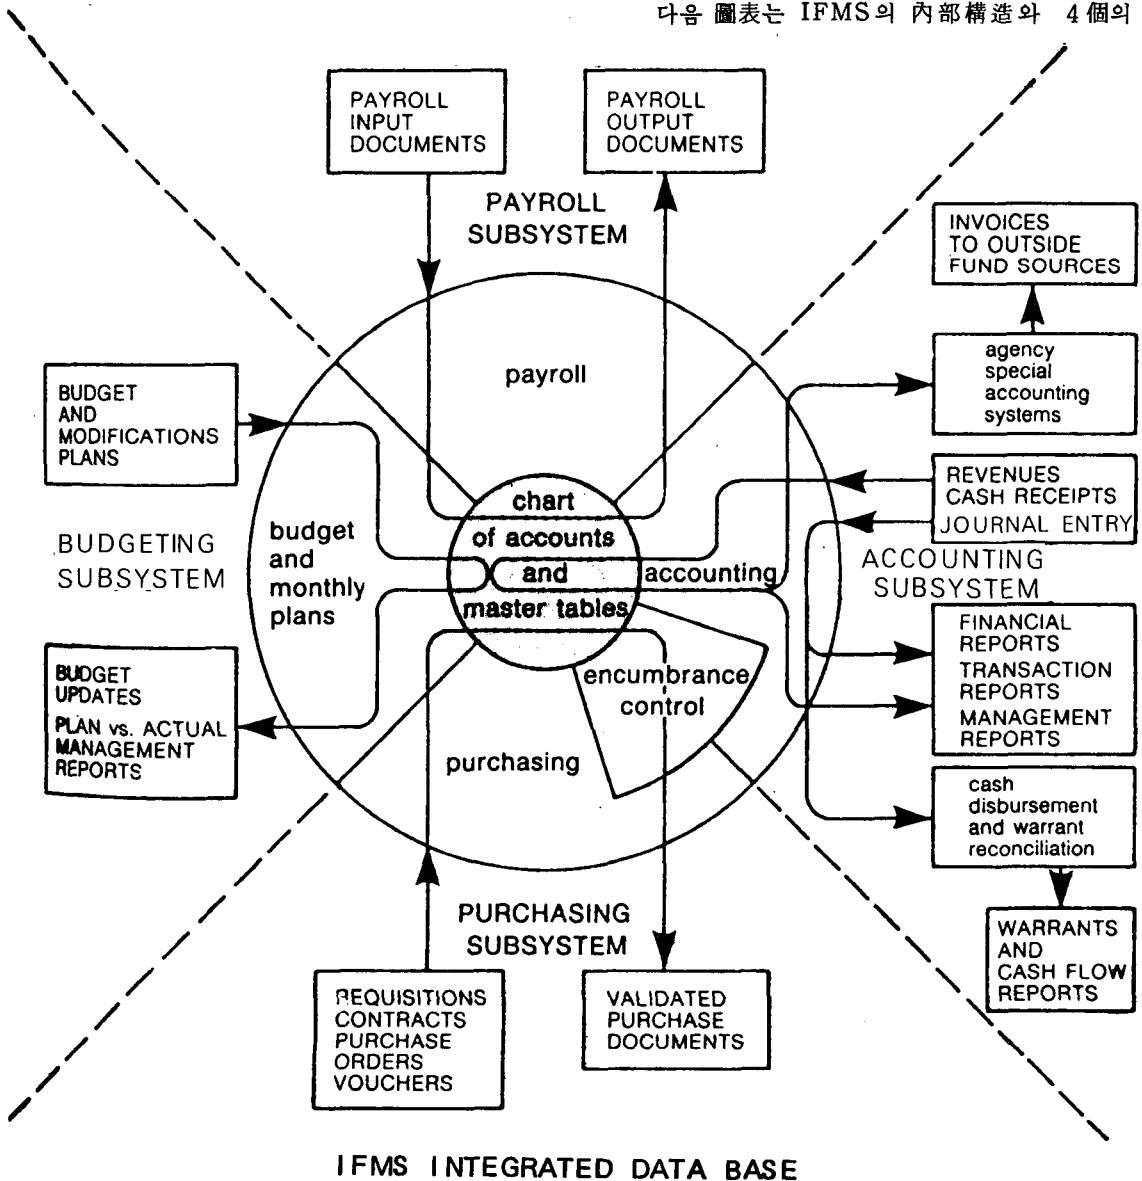 다음 圖表는 IFMS의 內部構造와 4個의
PAYROLL
INPUT
DOCUMENTS
PAYROLL
OUTPUT
DOCUMENTS
PAYROLL
SUBSYSTEM
INVOICES
TO OUTSIDE
FUND SOURCES
agency
special
accounting
systems
payroll
BUDGET
AND
MODIFICATIONS
PLANS
REVENUES
CASH RECEIPTS
JOURNAL ENTRY
chart
of accounts
and
master tables
BUDGETING
SUBSYSTEM
budget
and
monthly
plans
accounting
ACCOUNTING
SUBSYSTEM
FINANCIAL
REPORTS
TRANSACTION
REPORTS
MANAGEMENT
REPORTS
BUDGET
UPDATES
PLAN vs. ACTUAL
MANAGEMENT
REPORTS
encumbrance
control
purchasing
cash
disbursement
and warrant
reconciliation
PURCHASING
SUBSYSTEM
WARRANTS
AND
CASH FLOW
REPORTS
REQUISITIONS
CONTRACTS
PURCHASE
ORDERS
VOUCHERS
VALIDATED
PURCHASE
DOCUMENTS
IFMS INTEGRATED DATA BASE